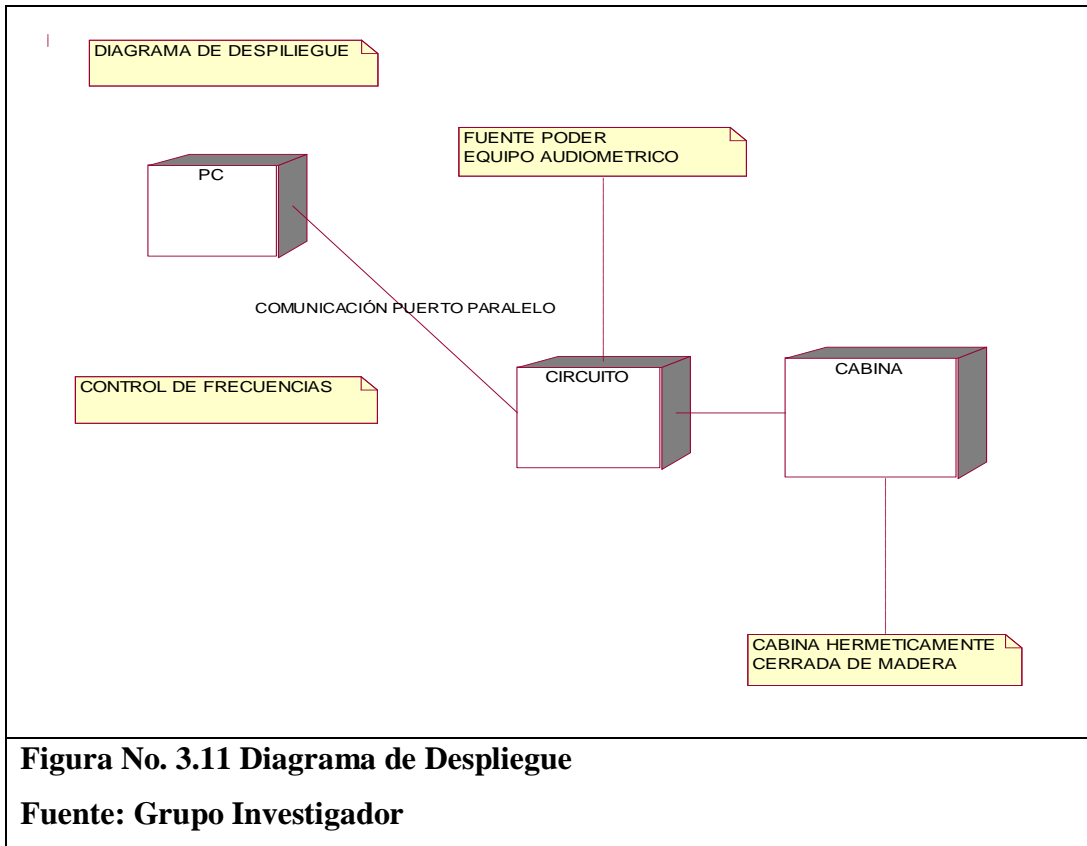 DIAGRAMA DE DESPILIEGUE
FUENTE PODER
EQUIPO AUDIOMETRICO
PC
COMUNICACIÓN PUERTO PARALELO
CIRCUITO
CABINA
CONTROL DE FRECUENCIAS
CABINA HERMETICAMENTE
CERRADA DE MADERA
Figura No. 3.11 Diagrama de Despliegue
Fuente: Grupo Investigador